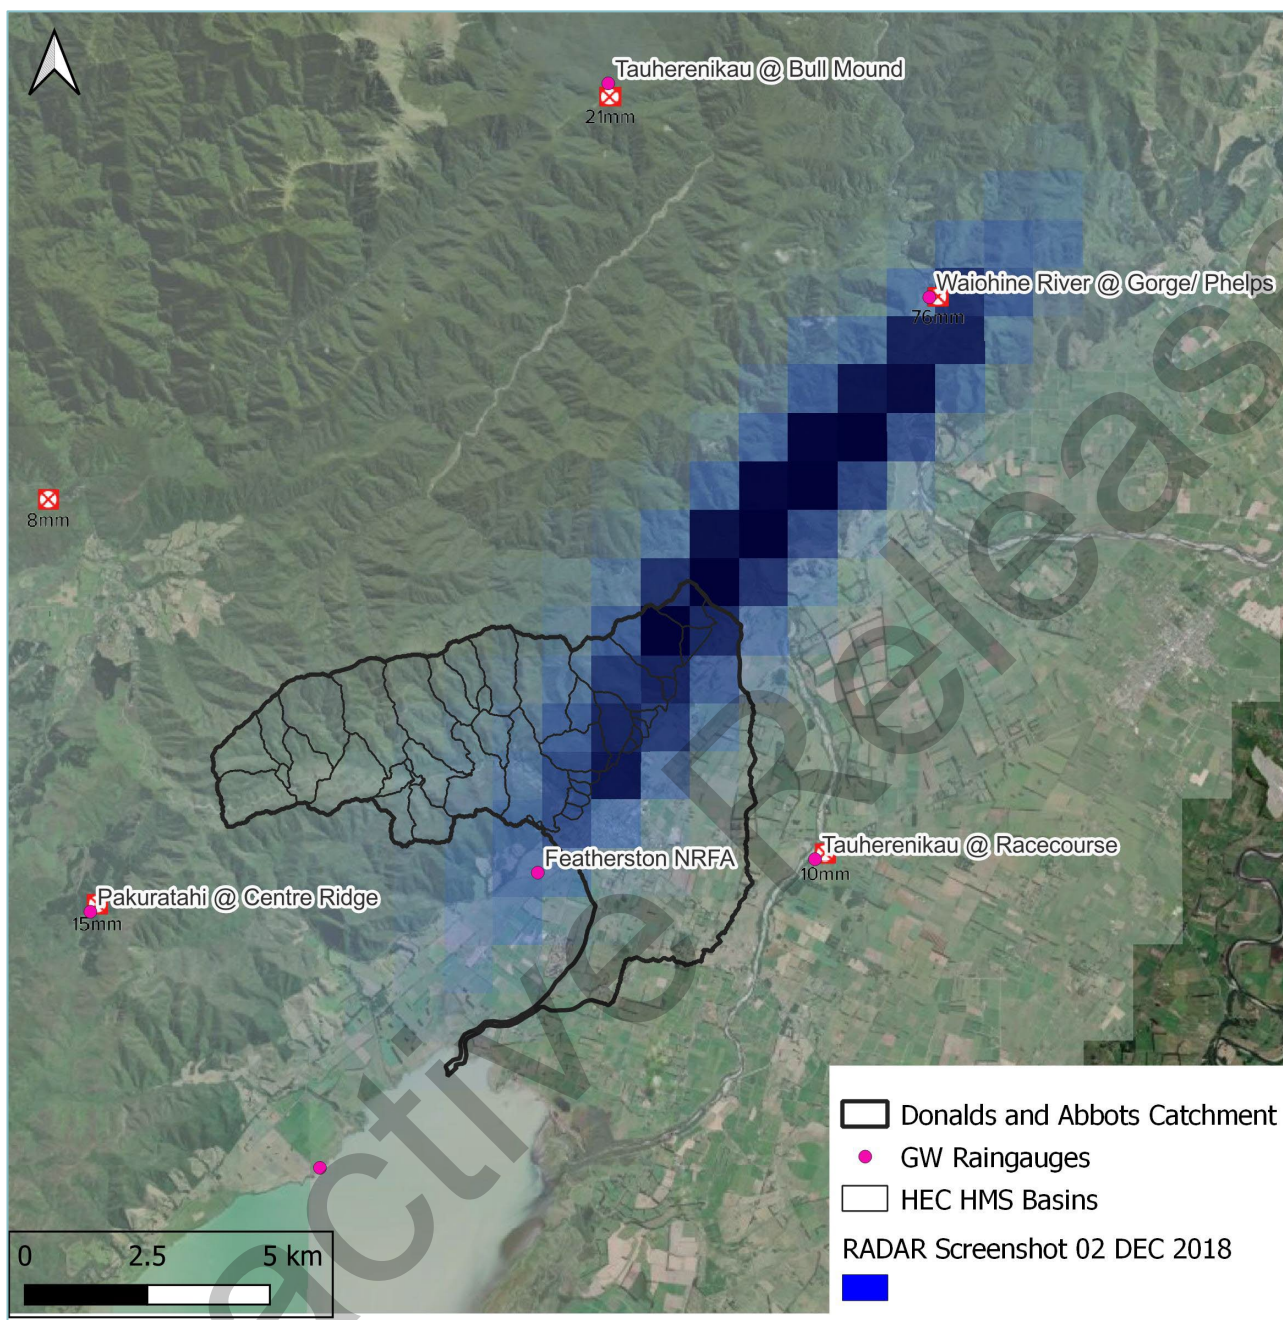 Tauherenikau @ Bull Mound
21mm
Waiohine River @ Gorge/ Phelps
76mm
8mm
Tauherenikau @ Racecourse
10mm
Featherston NRFA
Pakuratahi @ Centre Ridge
15mm
Donalds and Abbots Catchment
GW Raingauges
HEC HMS Basins
RADAR Screenshot 02 DEC 2018
0 2.5 5 km
active Releas